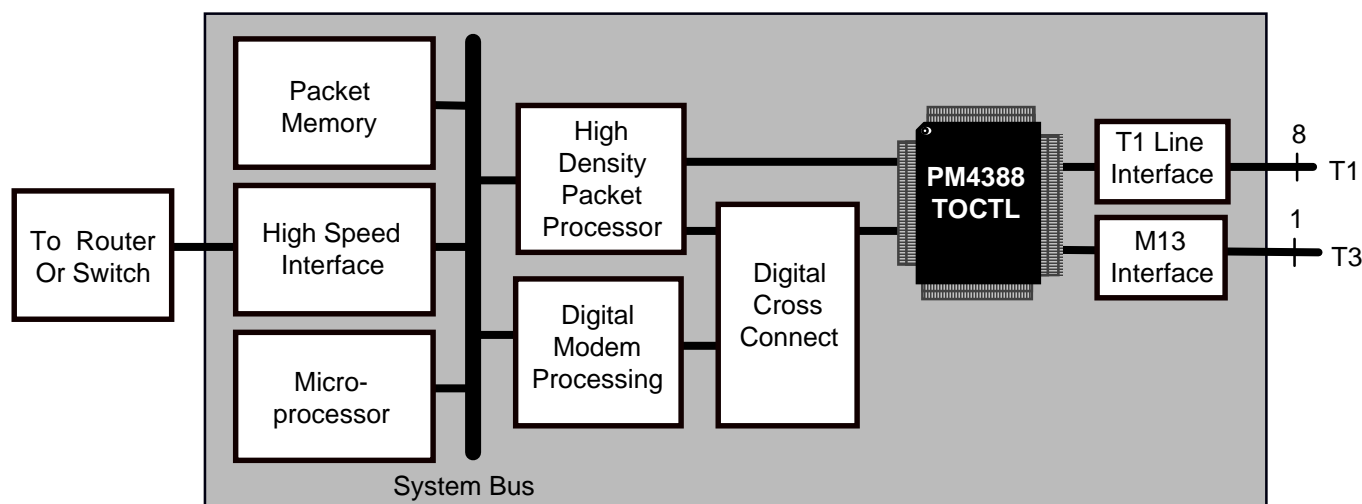 Packet
Memory
To Router
Or Switch
High Speed
Interface
Micro-
processor
System Bus
High
Density
Packet
Processor
Digital
Modem
Processing
Digital
Cross
Connect
PM4388
TOCTL
T1 Line
Interface
M13
Interface
8
T1
1
T3